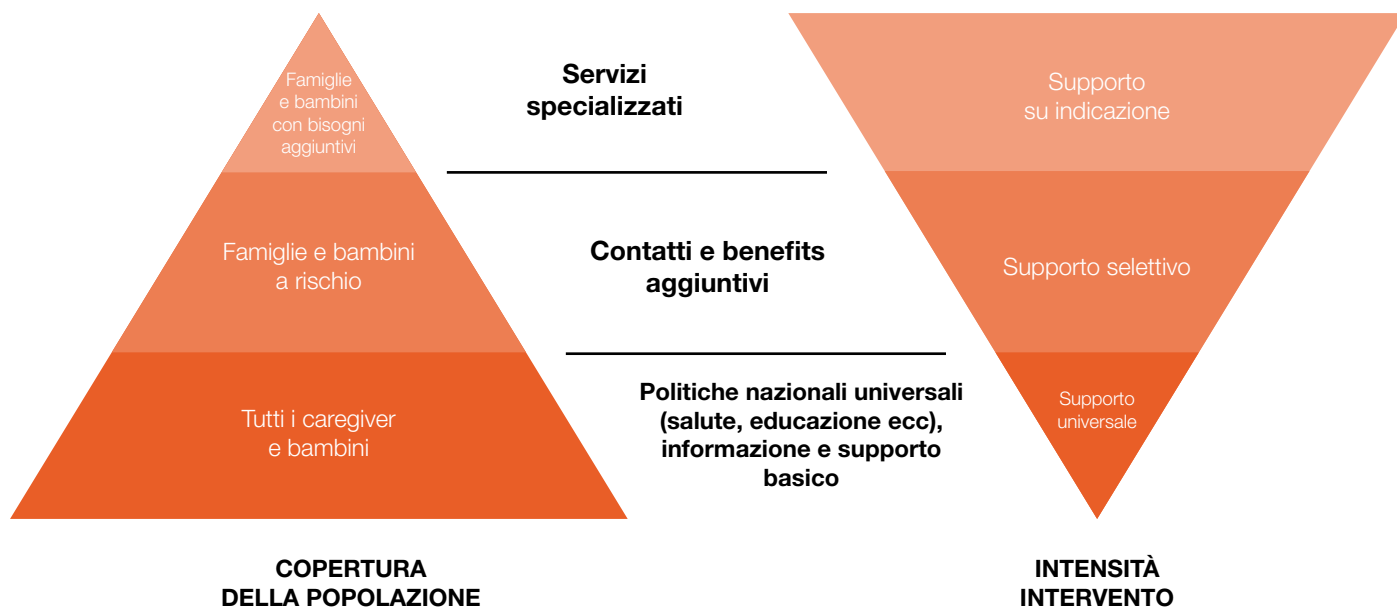 Famiglie
e bambini
con bisogni
aggiuntivi
Servizi
specializzati
Supporto
su indicazione
Famiglie e bambini
a rischio
Contatti e benefits
aggiuntivi
Supporto selettivo
Tutti i caregiver
e bambini
Politiche nazionali universali
(salute, educazione ecc),
informazione e supporto
basico
Supporto
universale
COPERTURA
DELLA POPOLAZIONE
INTENSITÀ
INTERVENTO